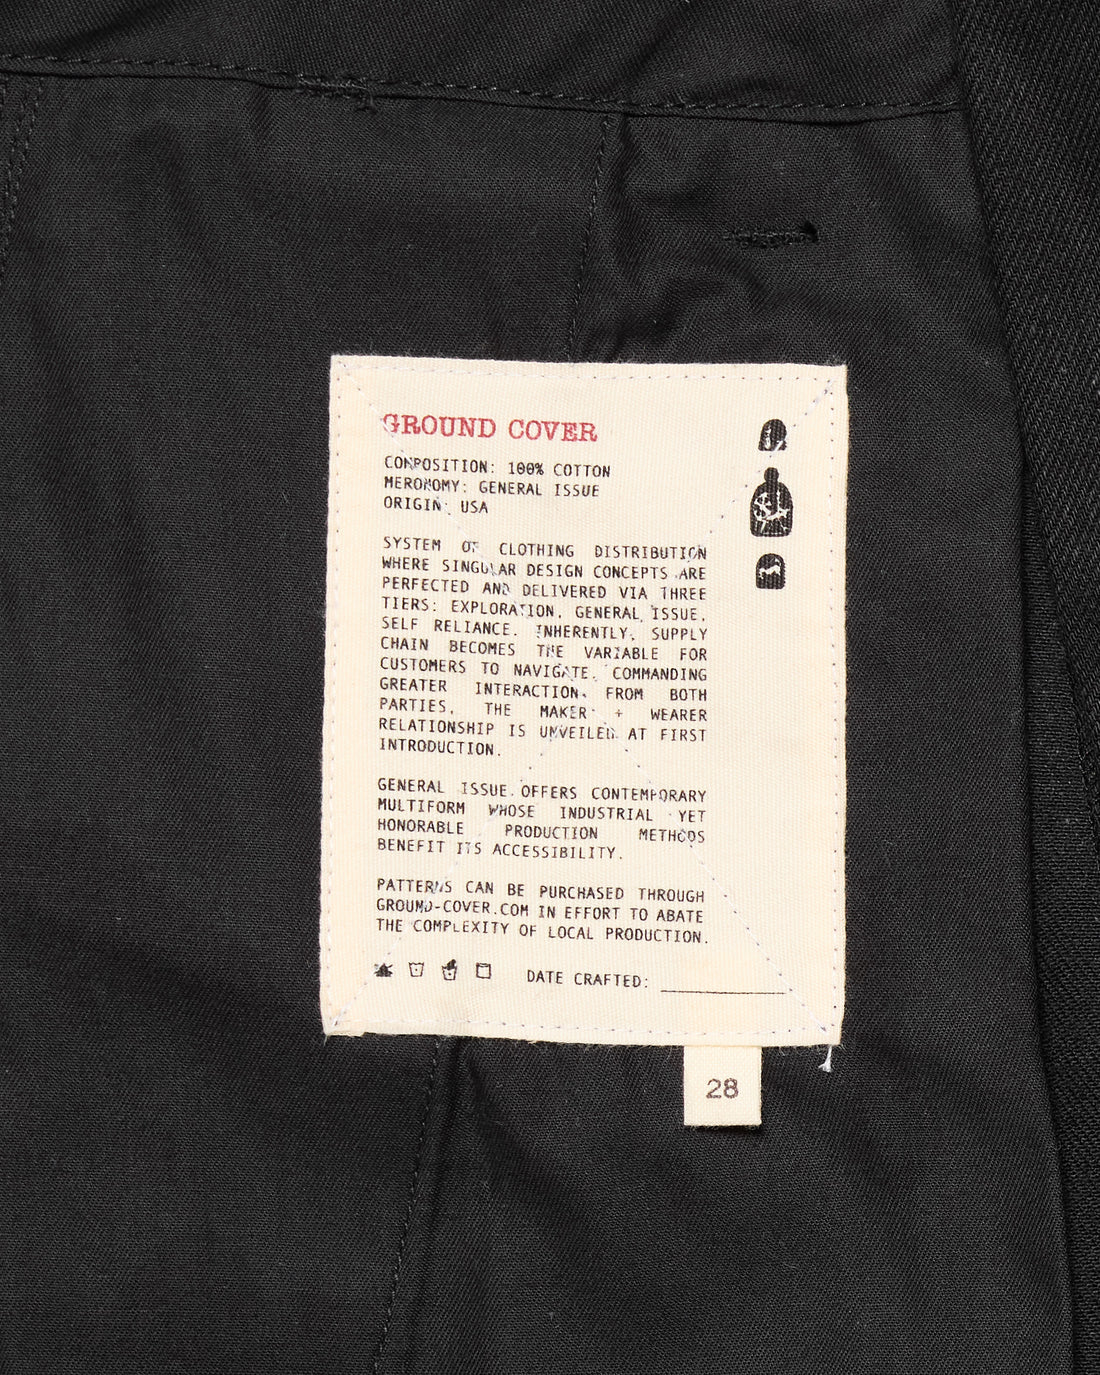 GROUND COVER
COMPOSITION: 100% COTTON
MERONOMY: GENERAL ISSUE
ORIGIN: USA
SYSTEM OF CLOTHING DISTRIBUTION
WHERE SINGULAR DESIGN CONCEPTS ARE
PERFECTED AND DELIVERED VIA THREE
TIERS: EXPLORATION, GENERAL ISSUE,
SELF RELIANCE. INHERENTLY, SUPPLY
CHAIN BECOMES THE VARIABLE FOR
CUSTOMERS TO NAVIGATE, COMMANDING
GREATER INTERACTION. FROM BOTH
PARTIES, THE MAKER + WEARER
RELATIONSHIP IS UNVEILED AT FIRST
INTRODUCTION.
GENERAL ISSUE OFFERS CONTEMPORARY
MULTIFORM WHOSE INDUSTRIAL YET
HONORABLE PRODUCTION METHODS
BENEFIT ITS ACCESSIBILITY.
PATTERNS CAN BE PURCHASED THROUGH
GROUND-COVER.COM IN EFFORT TO ABATE
THE COMPLEXITY OF LOCAL PRODUCTION.
DATE CRAFTED:
28